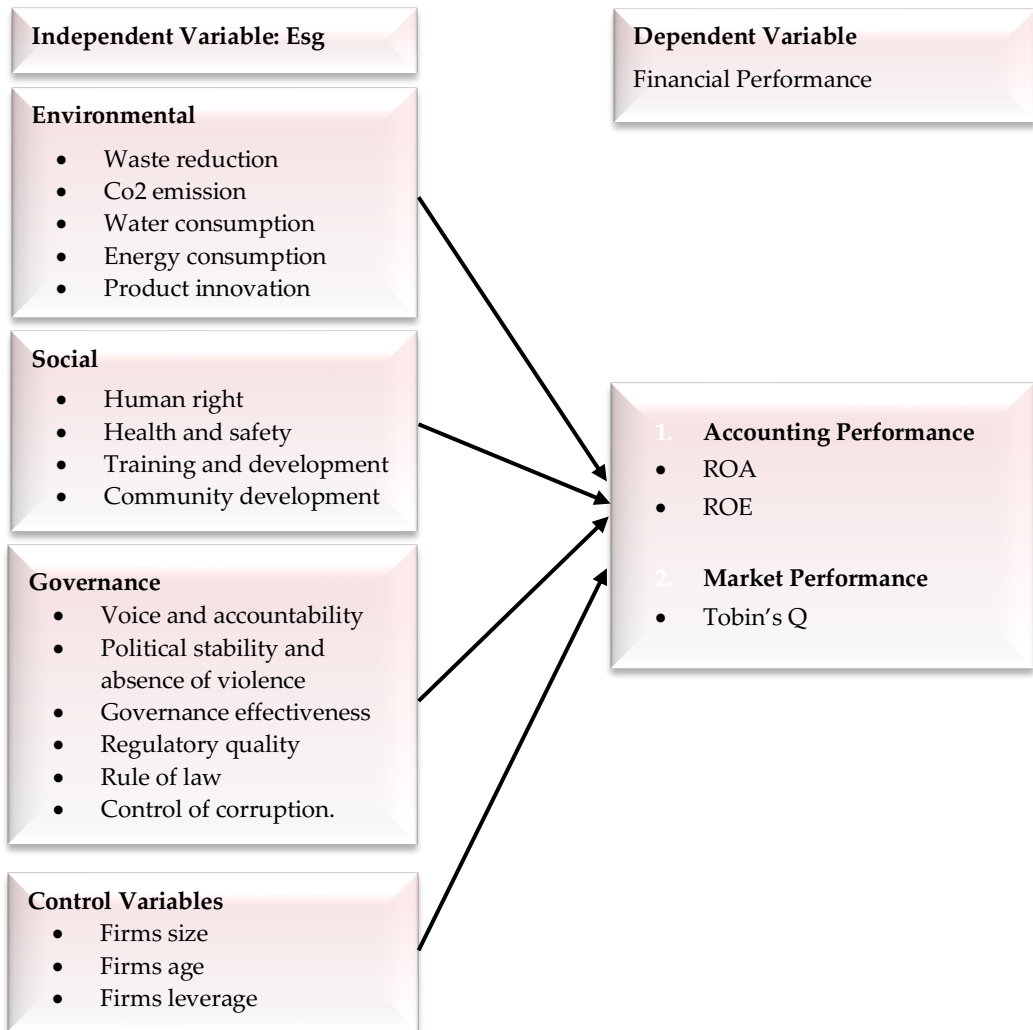 Independent Variable: Esg
Environmental
• Waste reduction
• Co2 emission
• Water consumption
• Energy consumption
• Product innovation
Social
• Human right
• Health and safety
• Training and development
• Community development
Governance
• Voice and accountability
• Political stability and
absence of violence
• Governance effectiveness
• Regulatory quality
• Rule of law
• Control of corruption.
Control Variables
• Firms size
• Firms age
• Firms leverage
Dependent Variable
Financial Performance
1. Accounting Performance
• ROA
• ROE
2. Market Performance
• Tobin’s Q